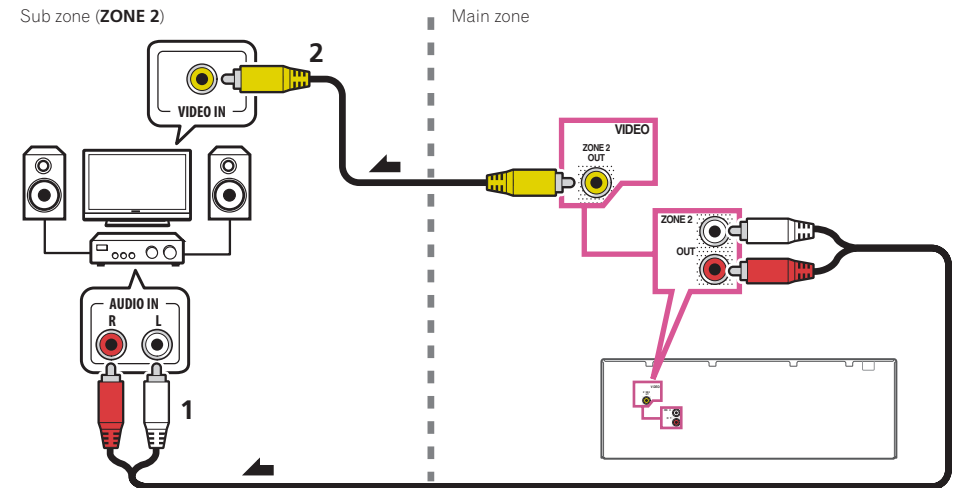 Sub zone (ZONE 2)
Main zone
2
VIDEO IN
VIDEO
ZONE 2
OUT
ZONE 2
OUT
AUDIO IN
R L
1
VIDEO